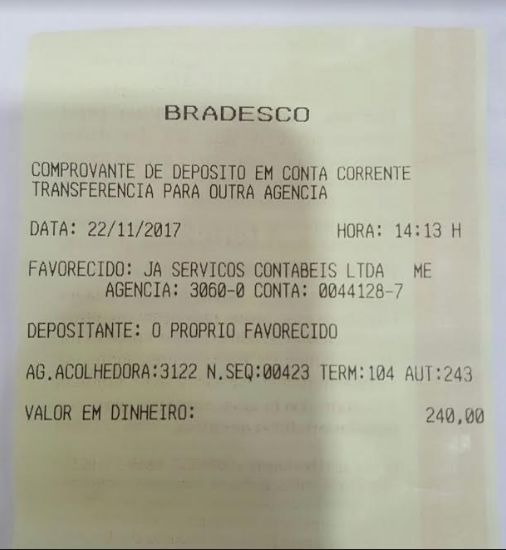 BRADESCO
COMPROVANTE DE DEPOSITO EM CONTA CORRENTE
TRANSFERENCIA PARA OUTRA AGENCIA
DATA: 22/11/2017 HORA: 14:13 H
FAVORECIDO: JA SERVICOS CONTABEIS LTDA ME
AGENCIA: 3060-0 CONTA: 0044128-7
DEPOSITANTE: O PROPRIO FAVORECIDO
AG.ACOLHEDORA:3122 N.SEQ:00423 TERM:104 AUT:243
VALOR EM DINHEIRO: 240,00